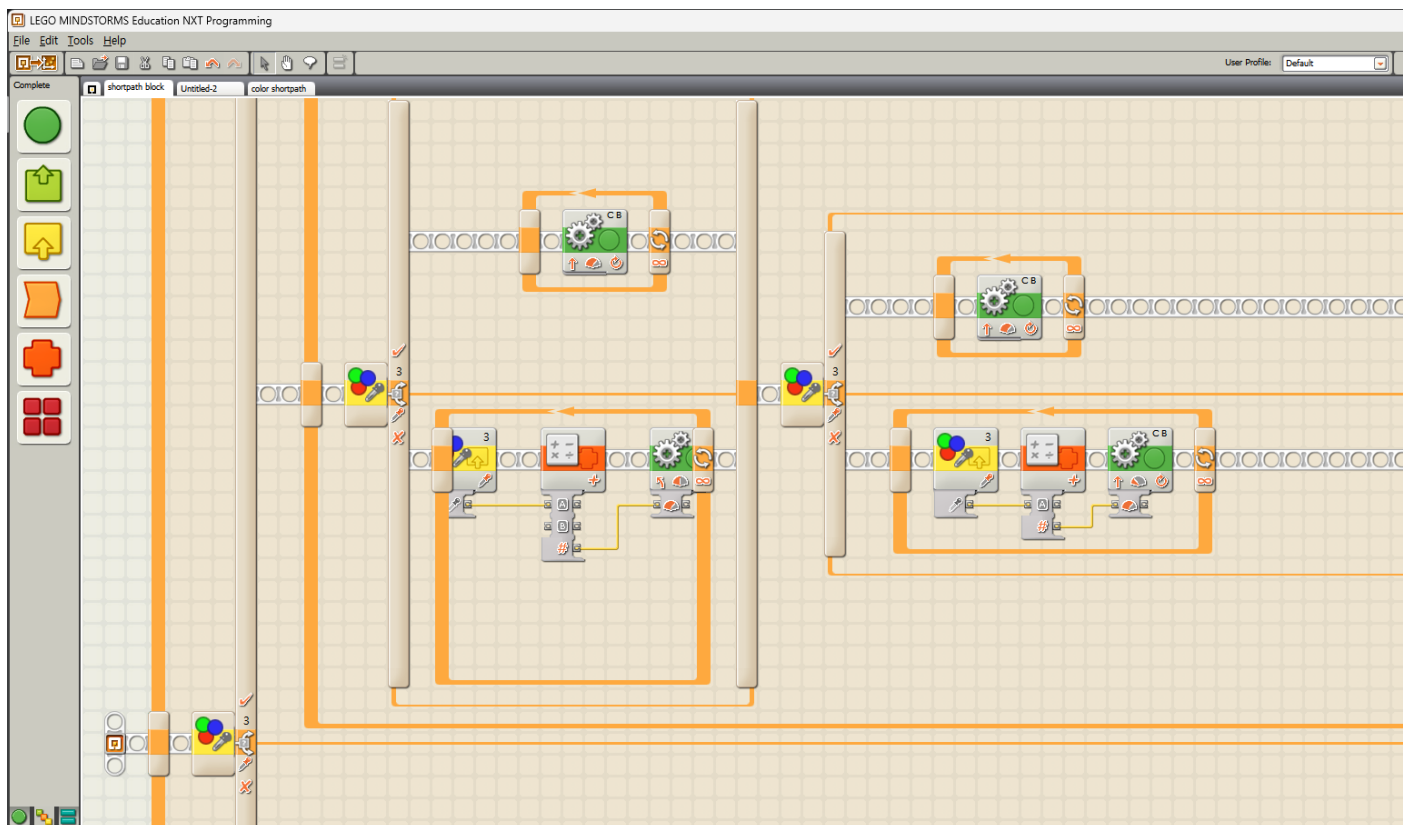 LEGO MINDSTORMS Education NXT Programming
File Edit Tools Help
User Profile: Default
Complete
shortpath block Untitled-2 color shortpath
C B
C B
3
3
3
3
C B
A
A
B
#
#
3